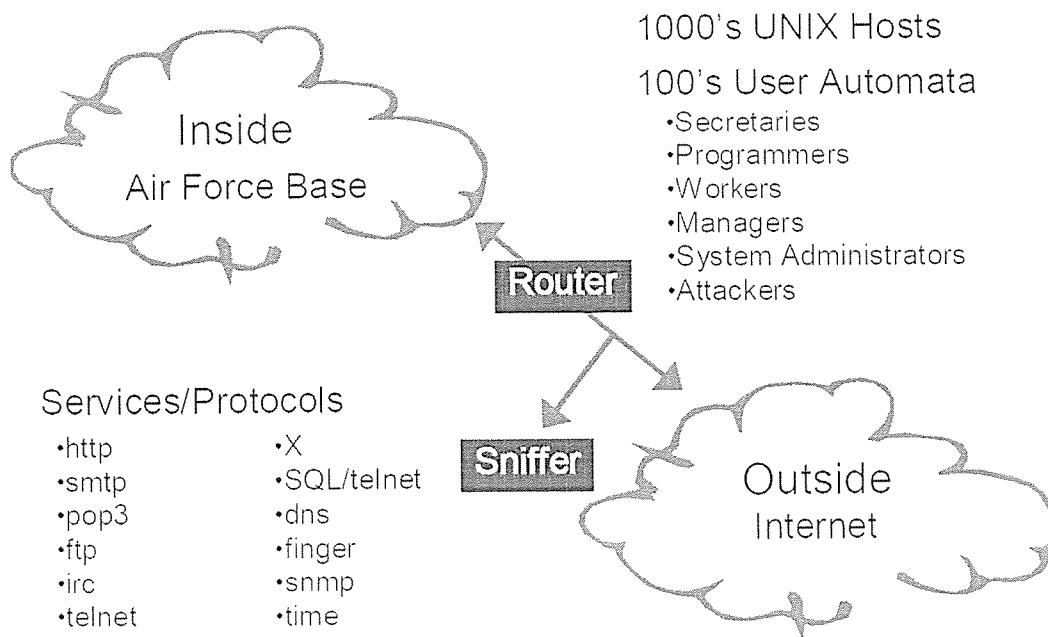 1000's UNIX Hosts
100's User Automata
•Secretaries
•Programmers
•Workers
•Managers
•System Administrators
•Attackers
Inside
Air Force Base
Router
Services/Protocols
•http
•smtp
•pop3
•ftp
•irc
•telnet
•X
•SQL/telnet
•dns
•finger
•snmp
•time
Sniffer
Outside
Internet